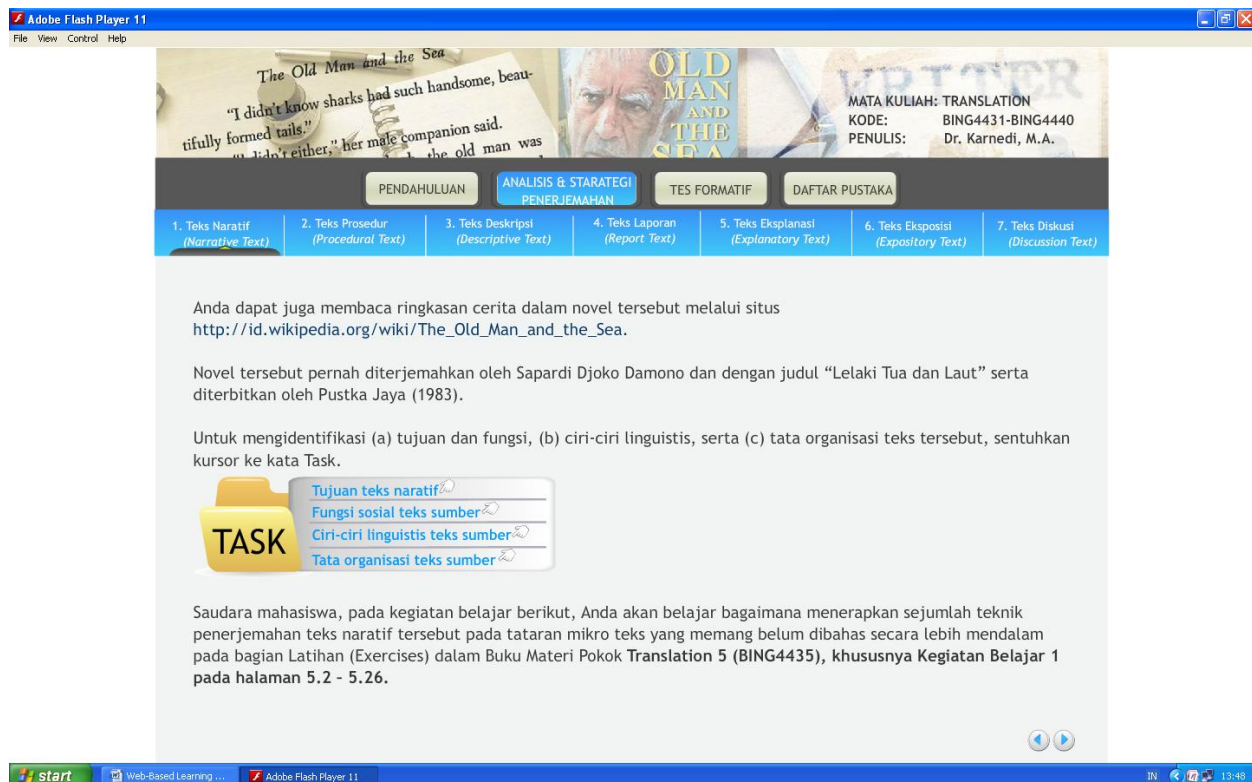 Adobe Flash Player 11
File View Control Help
The Old Man and the Sea
"I didn't know sharks had such handsome, beau-
tifully formed tails."
"I didn't either," her male companion said.
the old man was
OLD
MAN
AND
THE
SEA
WRITER
MATA KULIAH: TRANSLATION
KODE: BING4431-BING4440
PENULIS: Dr. Karnedi, M.A.
PENDAHULUAN
ANALISIS & STARATEGI
PENERJEMAHAN
TES FORMATIF
DAFTAR PUSTAKA
1. Teks Naratif
(Narrative Text)
2. Teks Prosedur
(Procedural Text)
3. Teks Deskripsi
(Descriptive Text)
4. Teks Laporan
(Report Text)
5. Teks Eksplanasi
(Explanatory Text)
6. Teks Eksposisi
(Expository Text)
7. Teks Diskusi
(Discussion Text)
Anda dapat juga membaca ringkasan cerita dalam novel tersebut melalui situs
http://id.wikipedia.org/wiki/The_Old_Man_and_the_Sea.
Novel tersebut pernah diterjemahkan oleh Sapardi Djoko Damono dan dengan judul “Lelaki Tua dan Laut” serta
diterbitkan oleh Pustka Jaya (1983).
Untuk mengidentifikasi (a) tujuan dan fungsi, (b) ciri-ciri linguistis, serta (c) tata organisasi teks tersebut, sentuhkan
kursor ke kata Task.
TASK
Tujuan teks naratif
Fungsi sosial teks sumber
Ciri-ciri linguistis teks sumber
Tata organisasi teks sumber
Saudara mahasiswa, pada kegiatan belajar berikut, Anda akan belajar bagaimana menerapkan sejumlah teknik
penerjemahan teks naratif tersebut pada tataran mikro teks yang memang belum dibahas secara lebih mendalam
pada bagian Latihan (Exercises) dalam Buku Materi Pokok Translation 5 (BING4435), khususnya Kegiatan Belajar 1
pada halaman 5.2 – 5.26.
start
Web-Based Learning ...
Adobe Flash Player 11
IN
13:48